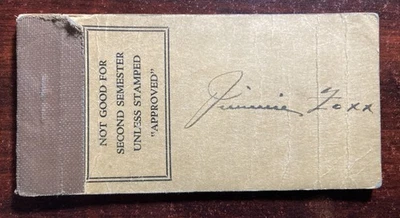 NOT GOOD FOR
SECOND SEMESTER
UNLESS STAMPED
"APPROVED"
Jimmie Foxx